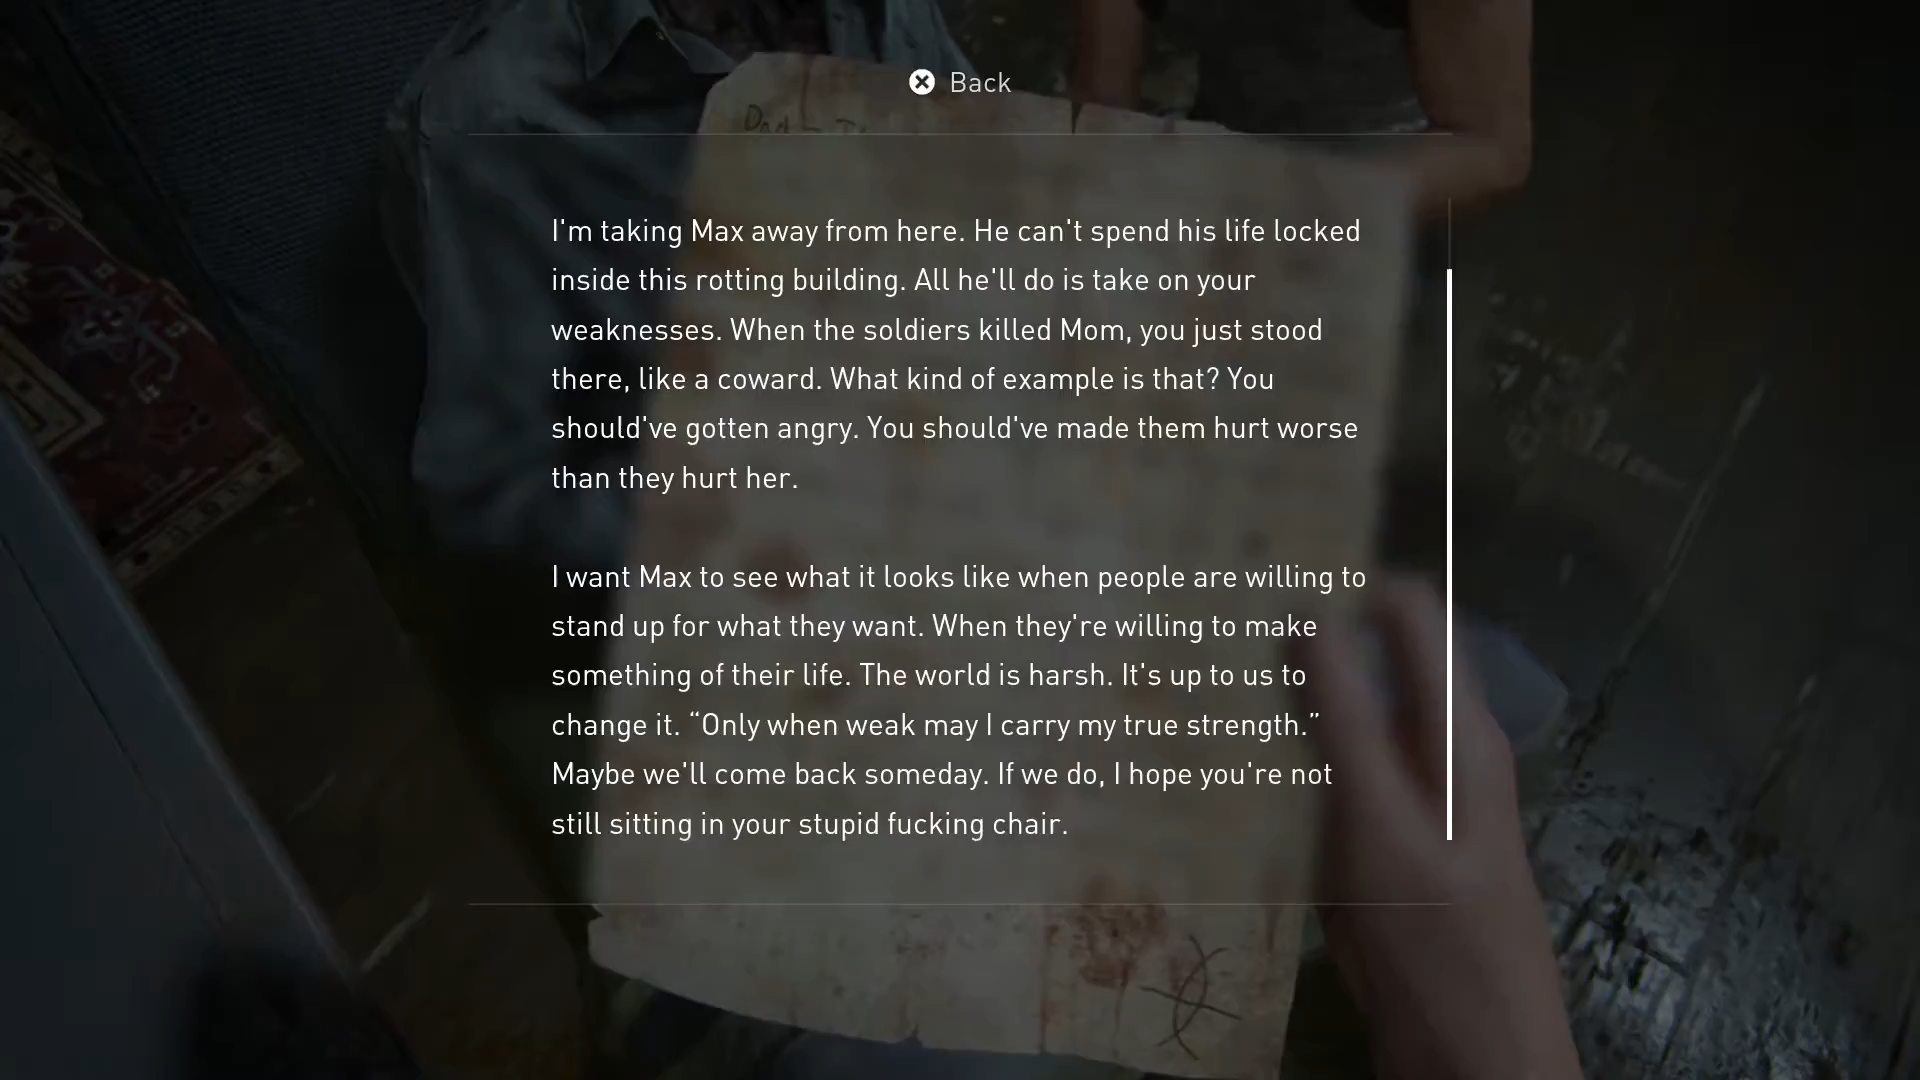 Back
Dad
I'm taking Max away from here. He can't spend his life locked
inside this rotting building. All he'll do is take on your
weaknesses. When the soldiers killed Mom, you just stood
there, like a coward. What kind of example is that? You
should've gotten angry. You should've made them hurt worse
than they hurt her.
I want Max to see what it looks like when people are willing to
stand up for what they want. When they're willing to make
something of their life. The world is harsh. It's up to us to
change it. “Only when weak may I carry my true strength.”
Maybe we'll come back someday. If we do, I hope you're not
still sitting in your stupid fucking chair.